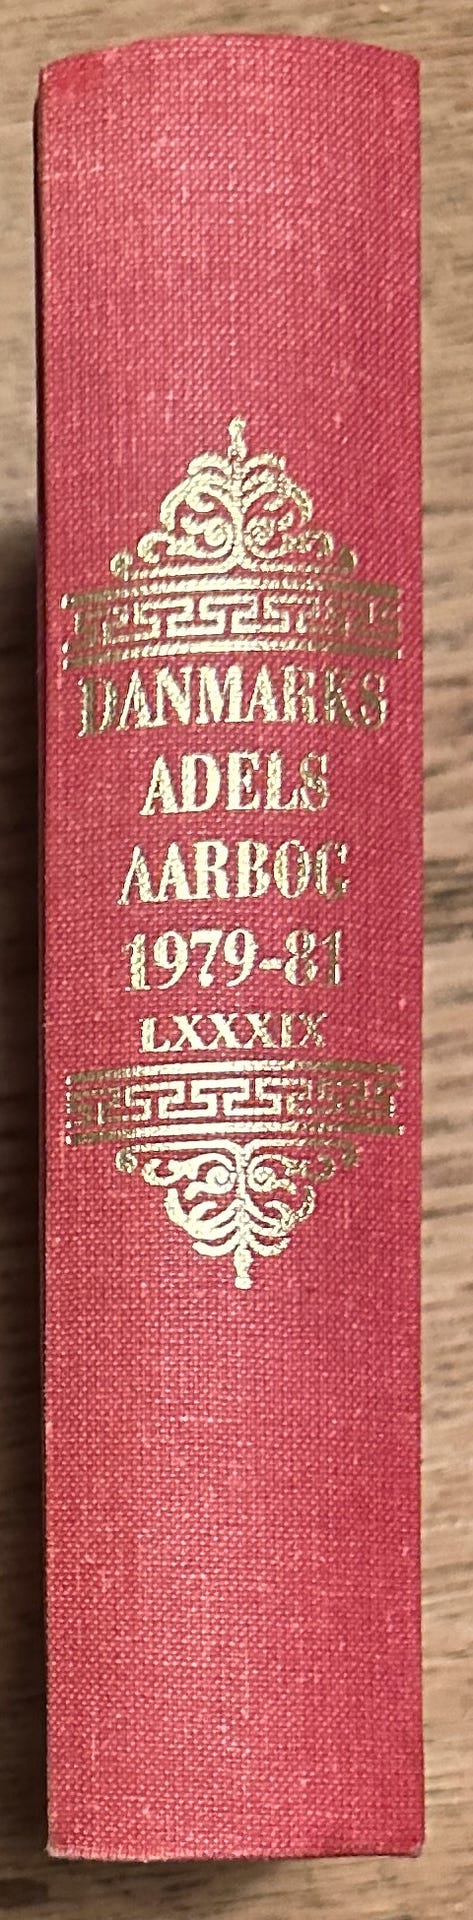 DANMARKS
ADELS
AARBOG
1979-81
LXXXIX